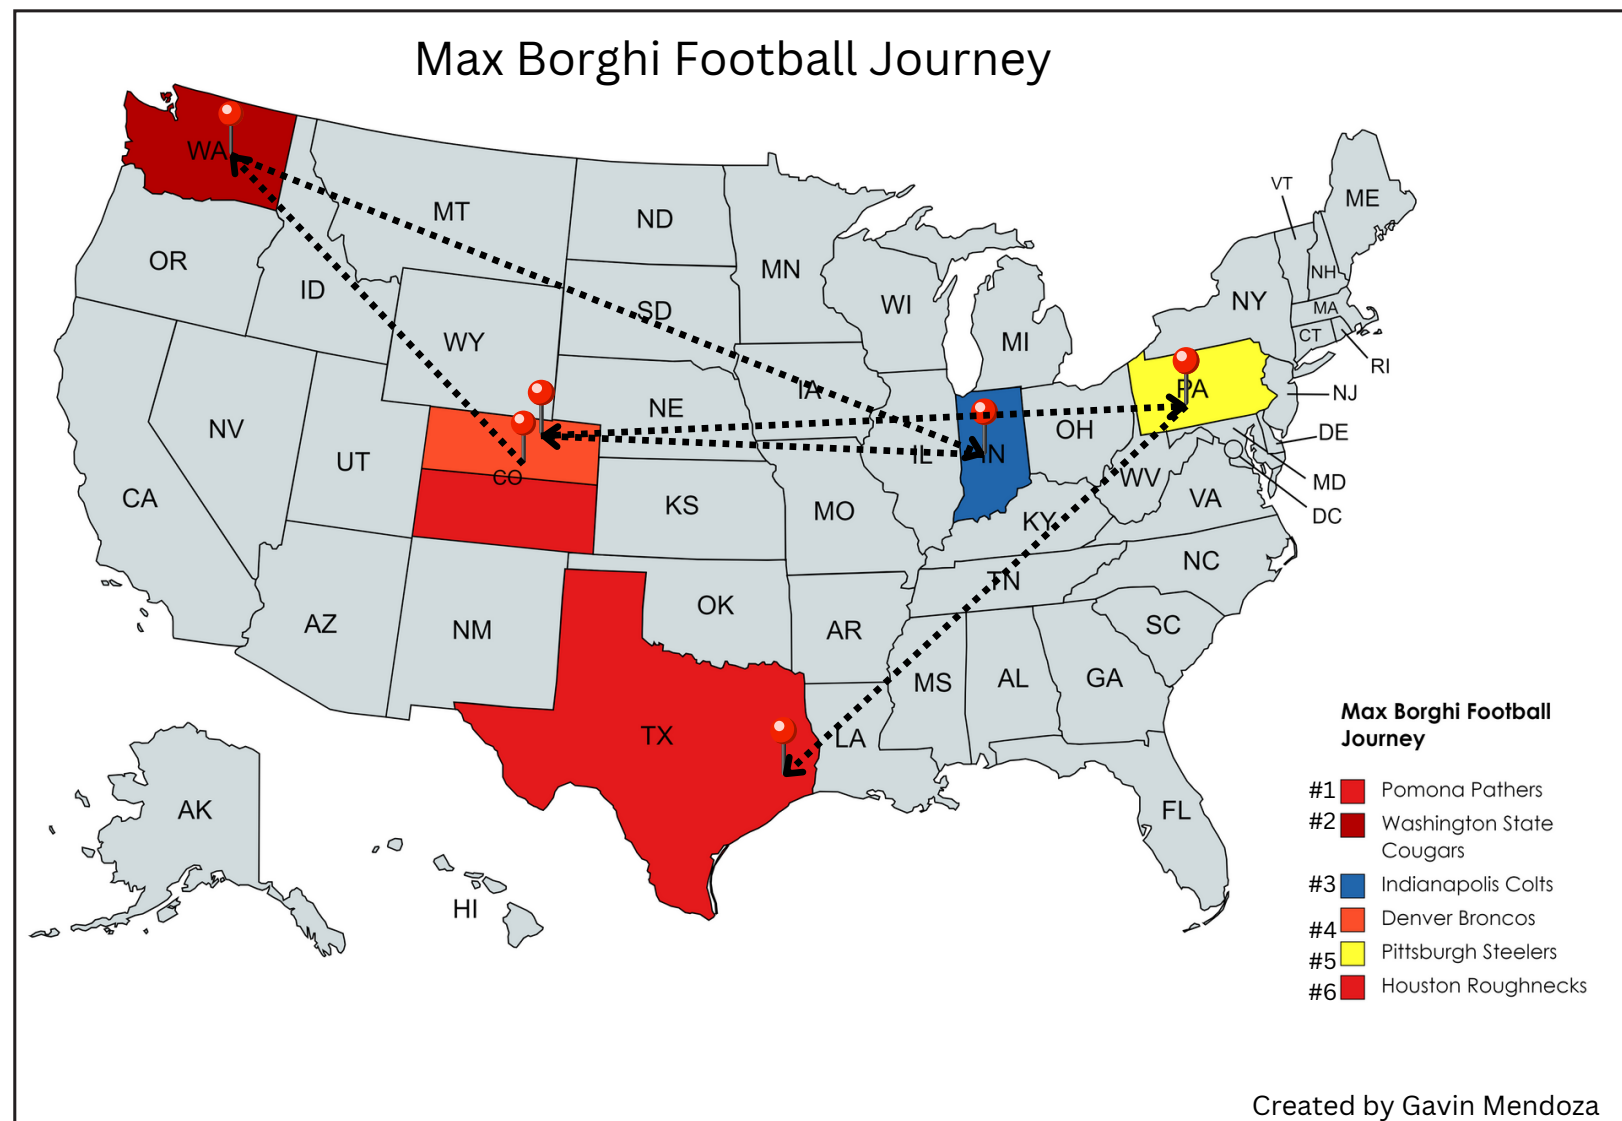 Max Borghi Football Journey
WA
MT
ND
MN
VT
ME
OR
ID
SD
WI
NH
NY
MA
WY
MI
CT
RI
IA
PA
NJ
NV
NE
OH
DE
UT
IL
IN
CO
WV
MD
CA
KS
MO
VA
DC
KY
NC
TN
AZ
NM
OK
AR
SC
MS
AL
GA
TX
LA
AK
FL
HI
Max Borghi Football
Journey
#1 Pomona Pathers
#2 Washington State
Cougars
#3 Indianapolis Colts
#4 Denver Broncos
#5 Pittsburgh Steelers
#6 Houston Roughnecks
Created by Gavin Mendoza